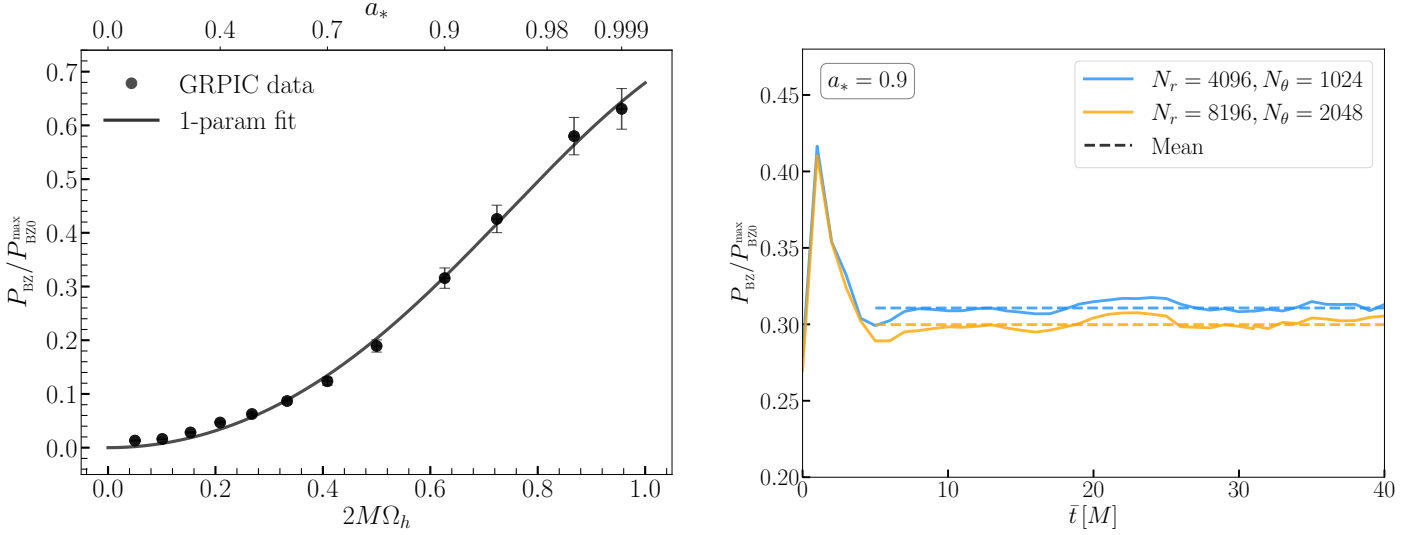 a_*
0.0 0.4 0.7 0.9 0.98 0.999
0.7
0.6
0.5
0.4
0.3
0.2
0.1
0.0
P_BZ/P_BZ0^max
GRPIC data
1-param fit
0.0 0.2 0.4 0.6 0.8 1.0
2MΩ_h
a_* = 0.9
N_r = 4096, N_θ = 1024
N_r = 8196, N_θ = 2048
Mean
0.45
0.40
0.35
0.30
0.25
0.20
P_BZ/P_BZ0^max
0 10 20 30 40
t̄ [M]